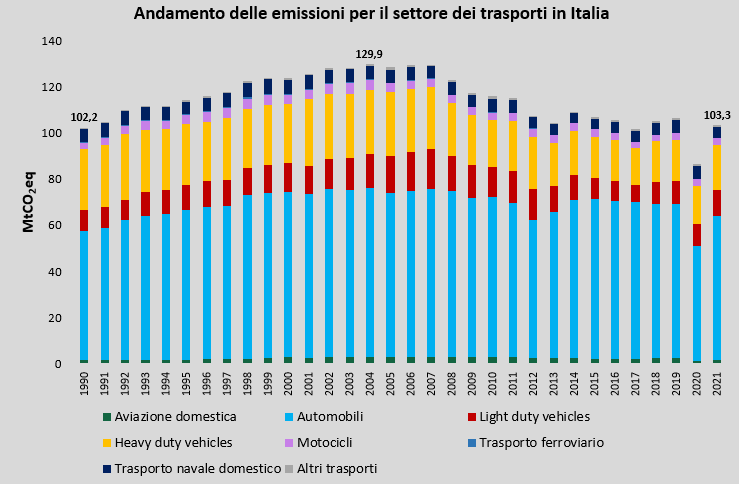 Andamento delle emissioni per il settore dei trasporti in Italia
MtCO₂eq
140
120
100
80
60
40
20
0
102,2
129,9
103,3
1990 1991 1992 1993 1994 1995 1996 1997 1998 1999 2000 2001 2002 2003 2004 2005 2006 2007 2008 2009 2010 2011 2012 2013 2014 2015 2016 2017 2018 2019 2020 2021
Aviazione domestica Automobili Light duty vehicles
Heavy duty vehicles Motocicli Trasporto ferroviario
Trasporto navale domestico Altri trasporti